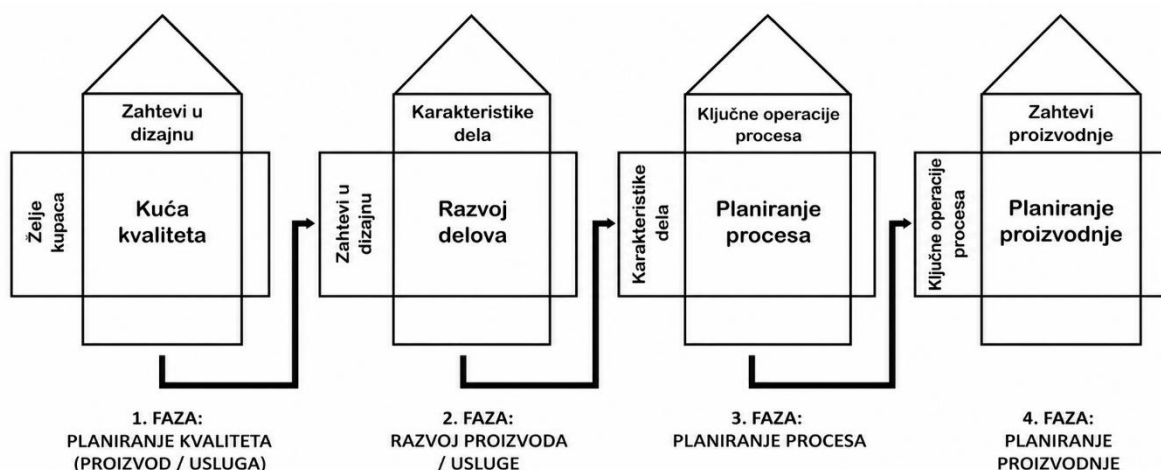 Zahtevi u
dizajnu
Želje
kupaca
Kuća
kvaliteta
Karakteristike
dela
Zahtevi u
dizajnu
Razvoj
delova
Ključne operacije
procesa
Karakteristike
dela
Planiranje
procesa
Zahtevi
proizvodnje
Ključne operacije
procesa
Planiranje
proizvodnje
1. FAZA:
PLANIRANJE KVALITETA
(PROIZVOD / USLUGA)
2. FAZA:
RAZVOJ PROIZVODA
/ USLUGE
3. FAZA:
PLANIRANJE PROCESA
4. FAZA:
PLANIRANJE
PROIZVODNJE